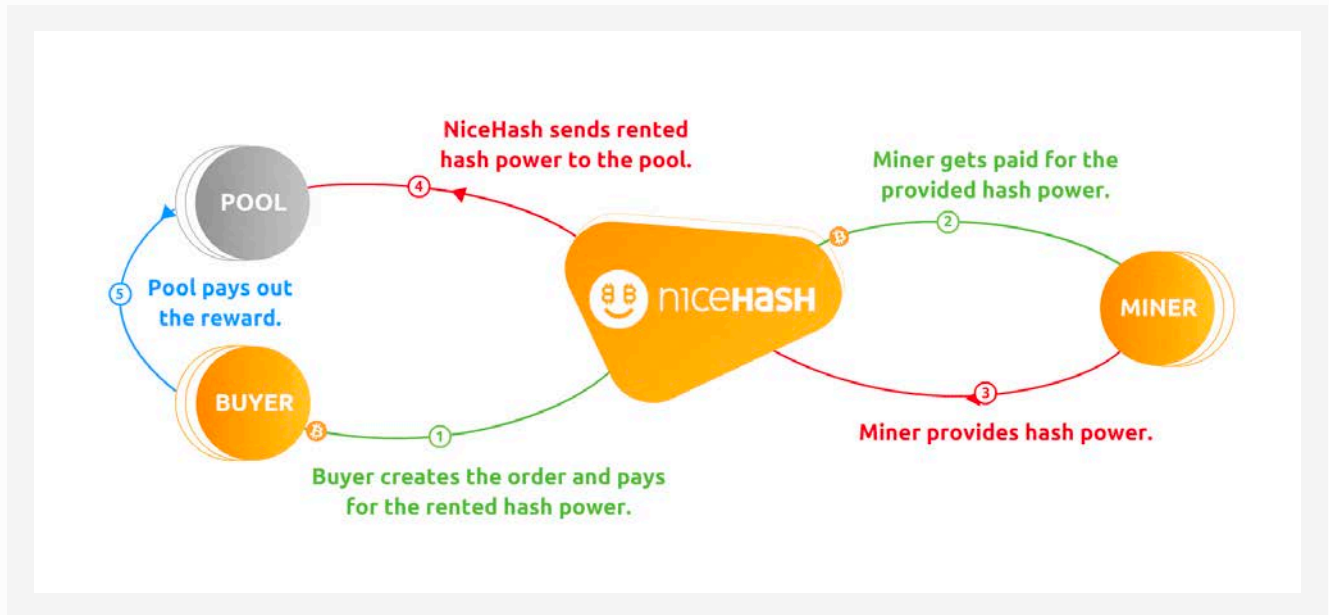 NiceHash sends rented
hash power to the pool.
Miner gets paid for the
provided hash power.
POOL
4
2
5
Pool pays out
the reward.
nicehash
MINER
BUYER
3
Miner provides hash power.
1
Buyer creates the order and pays
for the rented hash power.